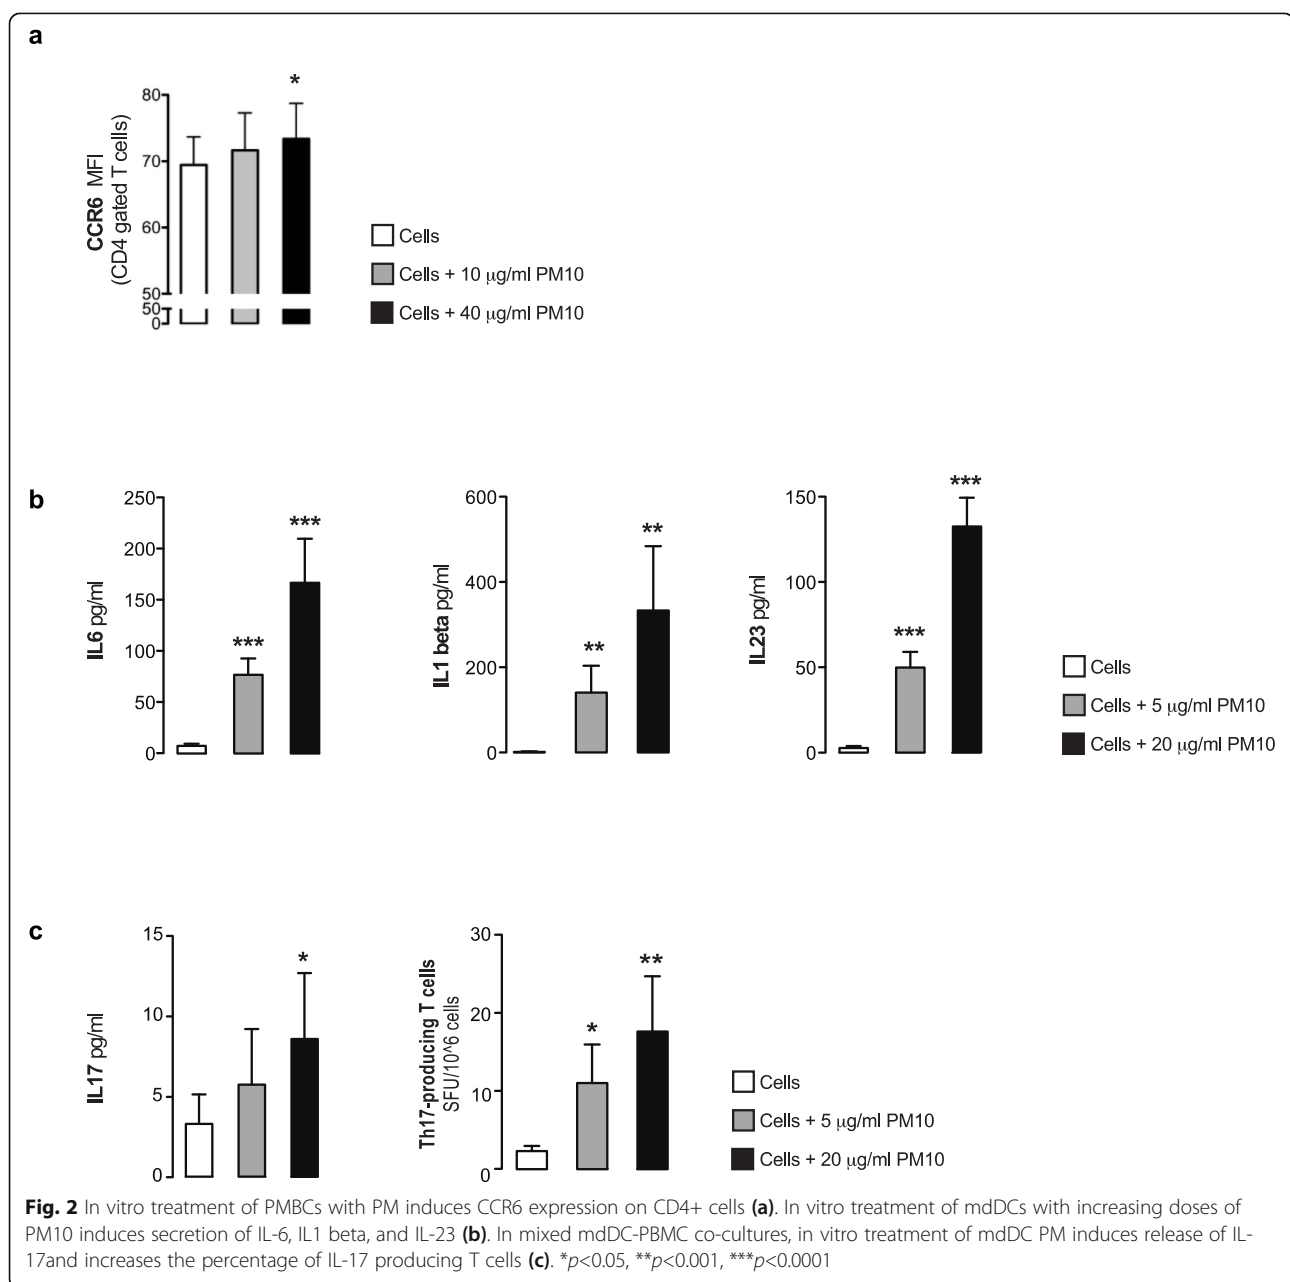 a
*
80
70
60
50
50
0
CCR6 MFI
(CD4 gated T cells)
Cells
Cells + 10 μg/ml PM10
Cells + 40 μg/ml PM10
b
250
200
150
100
50
0
IL6 pg/ml
***
***
600
400
200
0
IL1 beta pg/ml
**
**
150
100
50
0
IL23 pg/ml
***
***
Cells
Cells + 5 μg/ml PM10
Cells + 20 μg/ml PM10
c
15
10
5
0
IL17 pg/ml
*
30
20
10
0
Th17-producing T cells
SFU/10^6 cells
*
**
Cells
Cells + 5 μg/ml PM10
Cells + 20 μg/ml PM10
Fig. 2 In vitro treatment of PMBCs with PM induces CCR6 expression on CD4+ cells (a). In vitro treatment of mdDCs with increasing doses of
PM10 induces secretion of IL-6, IL1 beta, and IL-23 (b). In mixed mdDC-PBMC co-cultures, in vitro treatment of mdDC PM induces release of IL-
17and increases the percentage of IL-17 producing T cells (c). *p<0.05, **p<0.001, ***p<0.0001